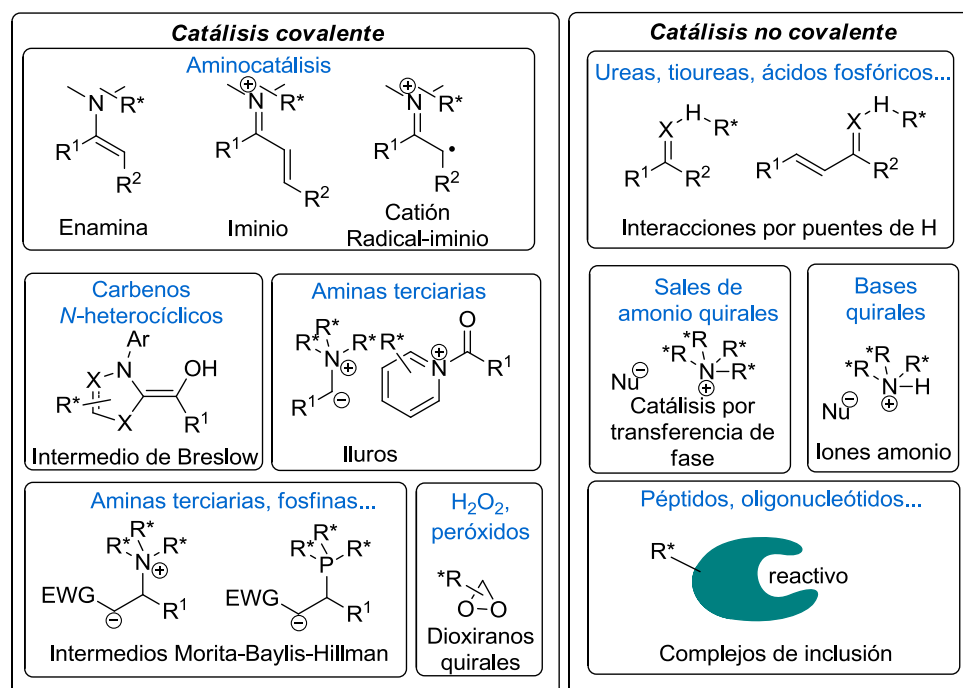 Catálisis covalente
Aminocatálisis
N R*
R¹
R²
Enamina
⊕
N R*
R¹
R²
Iminio
⊕
N R*
R¹
•
R²
Catión
Radical-iminio
Carbenos
N-heterocíclicos
Ar
N
X
OH
R*
X
R¹
Intermedio de Breslow
Aminas terciarias
R*
R* R*
N
⊕
R¹ ⊖
R*
O
N ⊕
R¹
Iluros
Aminas terciarias, fosfinas...
R*
R* R*
N
⊕
EWG
⊖
R¹
R*
R* R*
P
EWG
⊖
R¹
Intermedios Morita-Baylis-Hillman
H₂O₂,
peróxidos
*R
O O
Dioxiranos
quirales
Catálisis no covalente
Ureas, tioureas, ácidos fosfóricos...
H
X R*
R¹ R²
H
X R*
R¹ R²
Interacciones por puentes de H
Sales de
amonio quirales
*R
*R R*
N R*
⊕
Nu ⊖
Catálisis por
transferencia de
fase
Bases
quirales
*R
*R R*
N H
⊕
Nu ⊖
Iones amonio
Péptidos, oligonucleótidos...
R*
reactivo
Complejos de inclusión